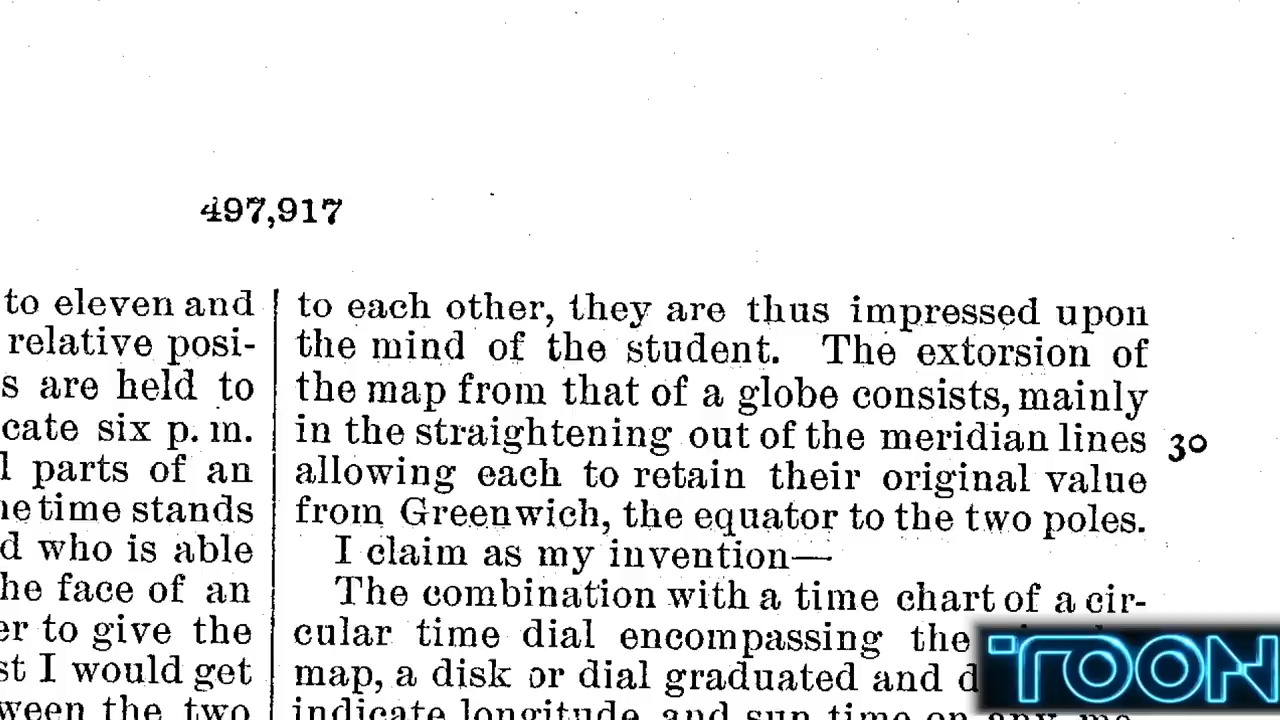 497,917
to eleven and
relative posi-
s are held to
cate six p. m.
l parts of an
time stands
d who is able
he face of an
er to give the
st I would get
ween the two
to each other, they are thus impressed upon
the mind of the student. The extorsion of
the map from that of a globe consists, mainly
in the straightening out of the meridian lines
30
allowing each to retain their original value
from Greenwich, the equator to the two poles.
I claim as my invention—
The combination with a time chart of a cir-
cular time dial encompassing the
map, a disk or dial graduated and
indicate longitude and sun time on any
TOON